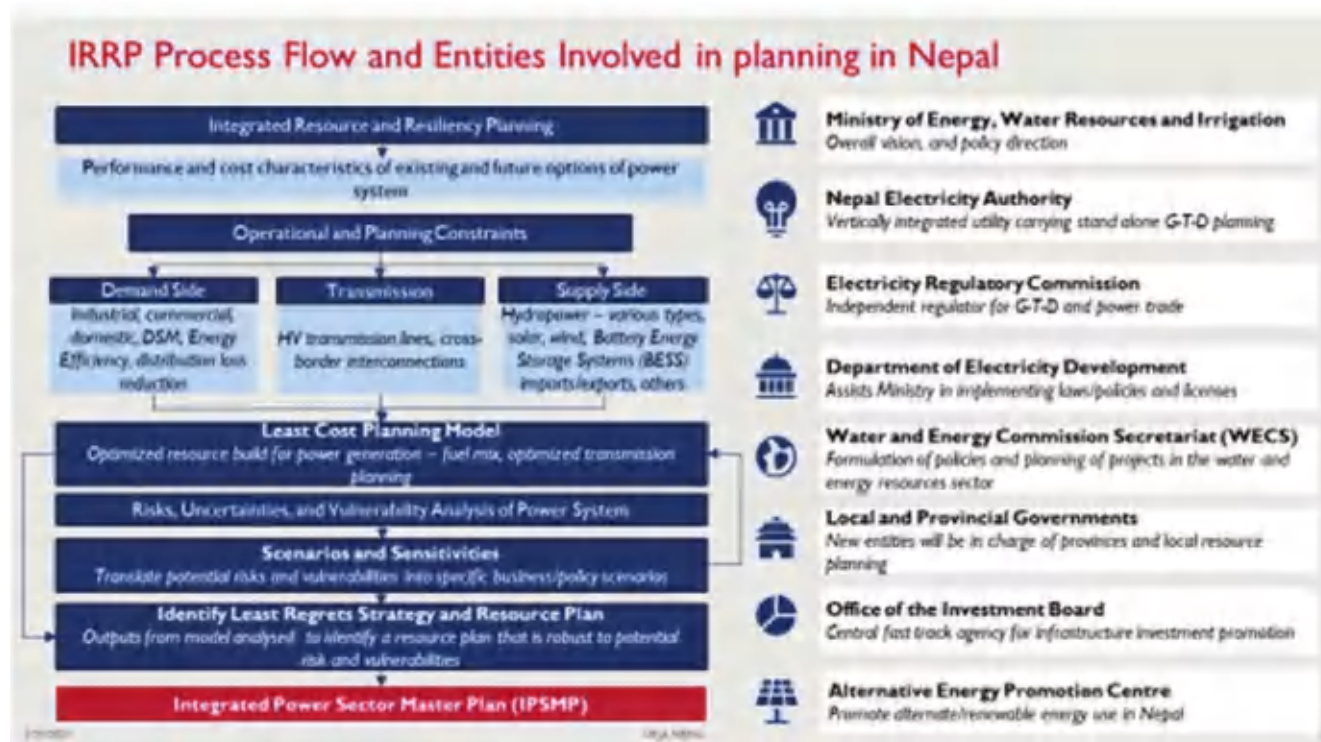 IRRP Process Flow and Entities Involved in planning in Nepal
Integrated Resource and Resiliency Planning
Performance and cost characteristics of existing and future options of power
system
Operational and Planning Constraints
Demand Side
Industrial, commercial,
domestic, DSM, Energy
Efficiency, distribution loss
reduction
Transmission
HV transmission lines, cross-
border interconnections
Supply Side
Hydropower – various types,
solar, wind, Battery Energy
Storage Systems (BESS)
imports/exports, others
Least Cost Planning Model
Optimized resource build for power generation – fuel mix, optimized transmission
planning
Risks, Uncertainties, and Vulnerability Analysis of Power System
Scenarios and Sensitivities
Translate potential risks and vulnerabilities into specific business/policy scenarios
Identify Least Regrets Strategy and Resource Plan
Outputs from model analysed to identify a resource plan that is robust to potential
risk and vulnerabilities
Integrated Power Sector Master Plan (IPSMP)
Ministry of Energy, Water Resources and Irrigation
Overall vision, and policy direction
Nepal Electricity Authority
Vertically integrated utility carrying stand alone G-T-D planning
Electricity Regulatory Commission
Independent regulator for G-T-D and power trade
Department of Electricity Development
Assists Ministry in implementing laws/policies and licenses
Water and Energy Commission Secretariat (WECS)
Formulation of policies and planning of projects in the water and
energy resources sector
Local and Provincial Governments
New entities will be in charge of provinces and local resource
planning
Office of the Investment Board
Central fast track agency for infrastructure investment promotion
Alternative Energy Promotion Centre
Promote alternate/renewable energy use in Nepal